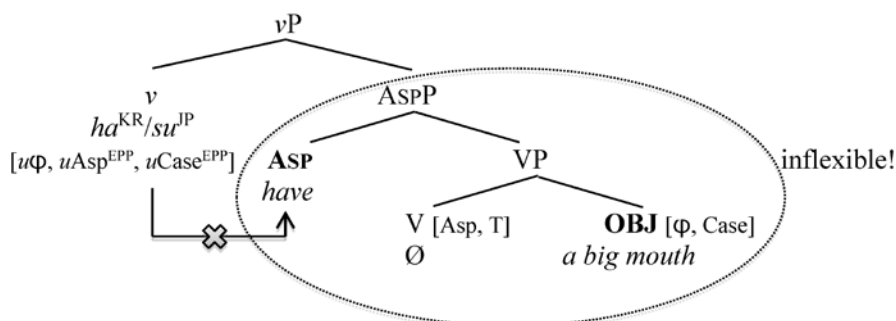 vP
v AspP
ha^KR/su^JP
[uφ, uAsp^EPP, uCase^EPP] Asp VP inflexible!
have
V [Asp, T] OBJ [φ, Case]
Ø a big mouth